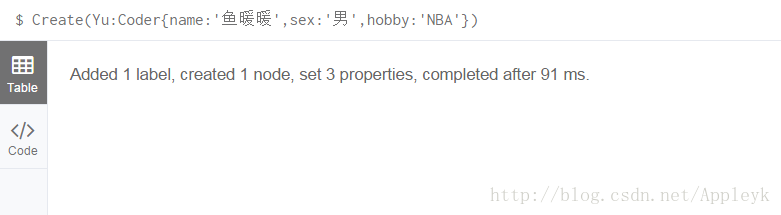 $ Create(Yu:Coder{name:'鱼暖暖',sex:'男',hobby:'NBA'})
Added 1 label, created 1 node, set 3 properties, completed after 91 ms.
Table
Code
http://blog.csdn.net/Appleyk